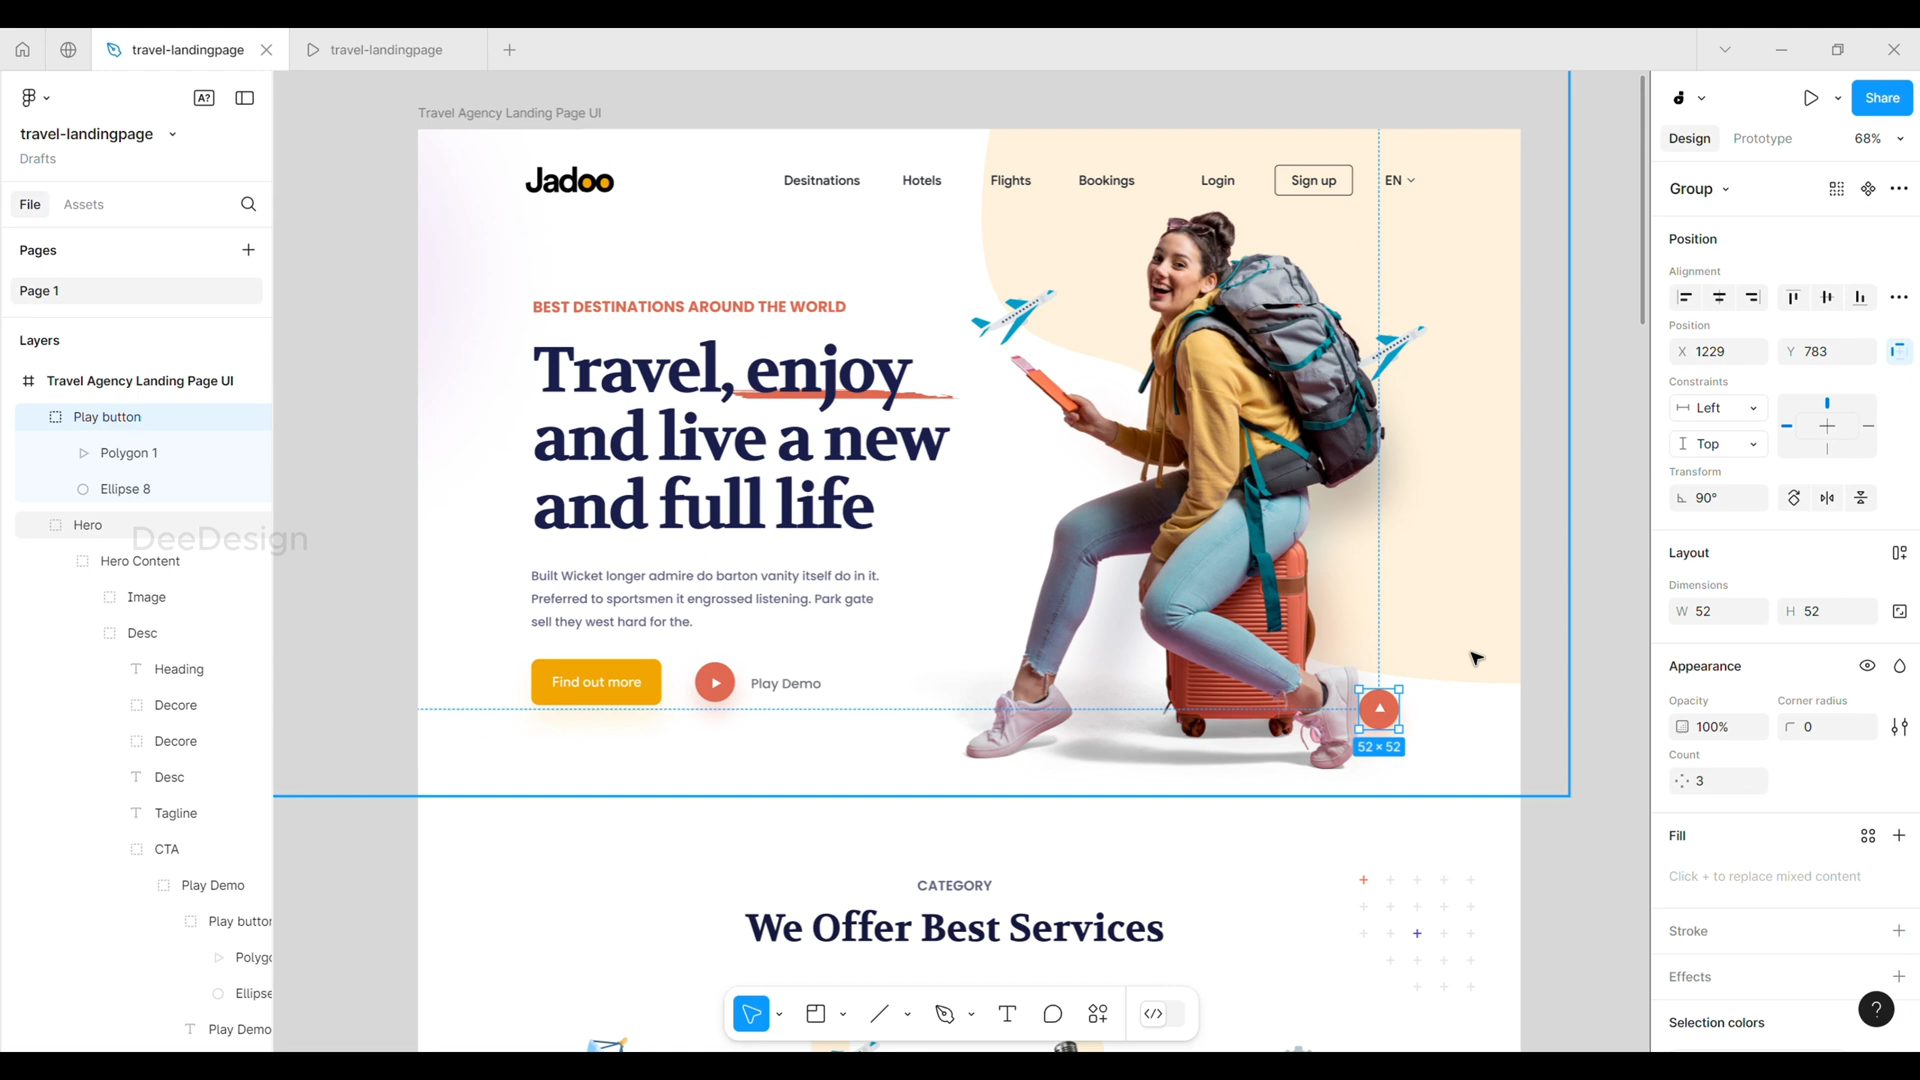 travel-landingpage
travel-landingpage
A?
travel-landingpage
Drafts
File
Assets
Pages
Page 1
Layers
Travel Agency Landing Page UI
Play button
Polygon 1
Ellipse 8
Hero
DeeDesign
Hero Content
Image
Desc
Heading
Decore
Decore
Desc
Tagline
CTA
Play Demo
Play button
Polygo
Ellipse
Play Demo
Travel Agency Landing Page UI
Jadoo
Desitnations
Hotels
Flights
Bookings
Login
Sign up
EN
BEST DESTINATIONS AROUND THE WORLD
Travel, enjoy
and live a new
and full life
Built Wicket longer admire do barton vanity itself do in it.
Preferred to sportsmen it engrossed listening. Park gate
sell they west hard for the.
Find out more
Play Demo
52 × 52
CATEGORY
We Offer Best Services
Share
Design
Prototype
68%
Group
Position
Alignment
Position
X 1229
Y 783
Constraints
Left
Top
Transform
90°
Layout
Dimensions
W 52
H 52
Appearance
Opacity
Corner radius
100%
0
Count
3
Fill
Click + to replace mixed content
Stroke
Effects
?
Selection colors